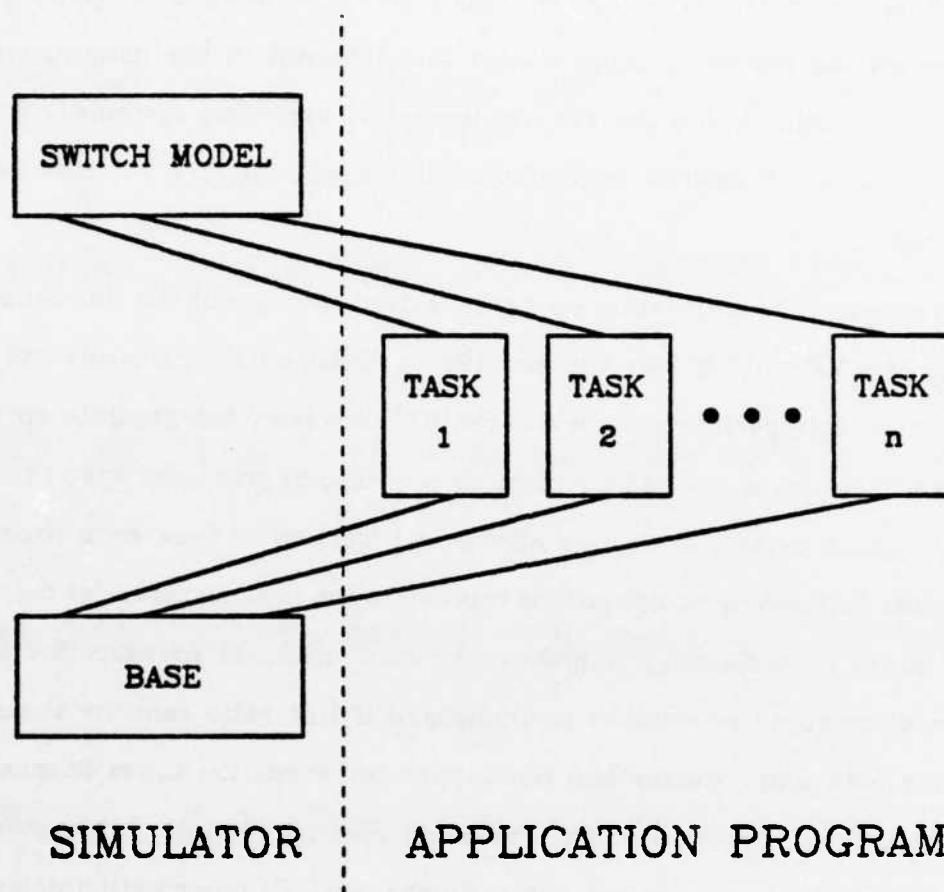 SWITCH MODEL
TASK
1
TASK
2
• • •
TASK
n
BASE
SIMULATOR
APPLICATION PROGRAM